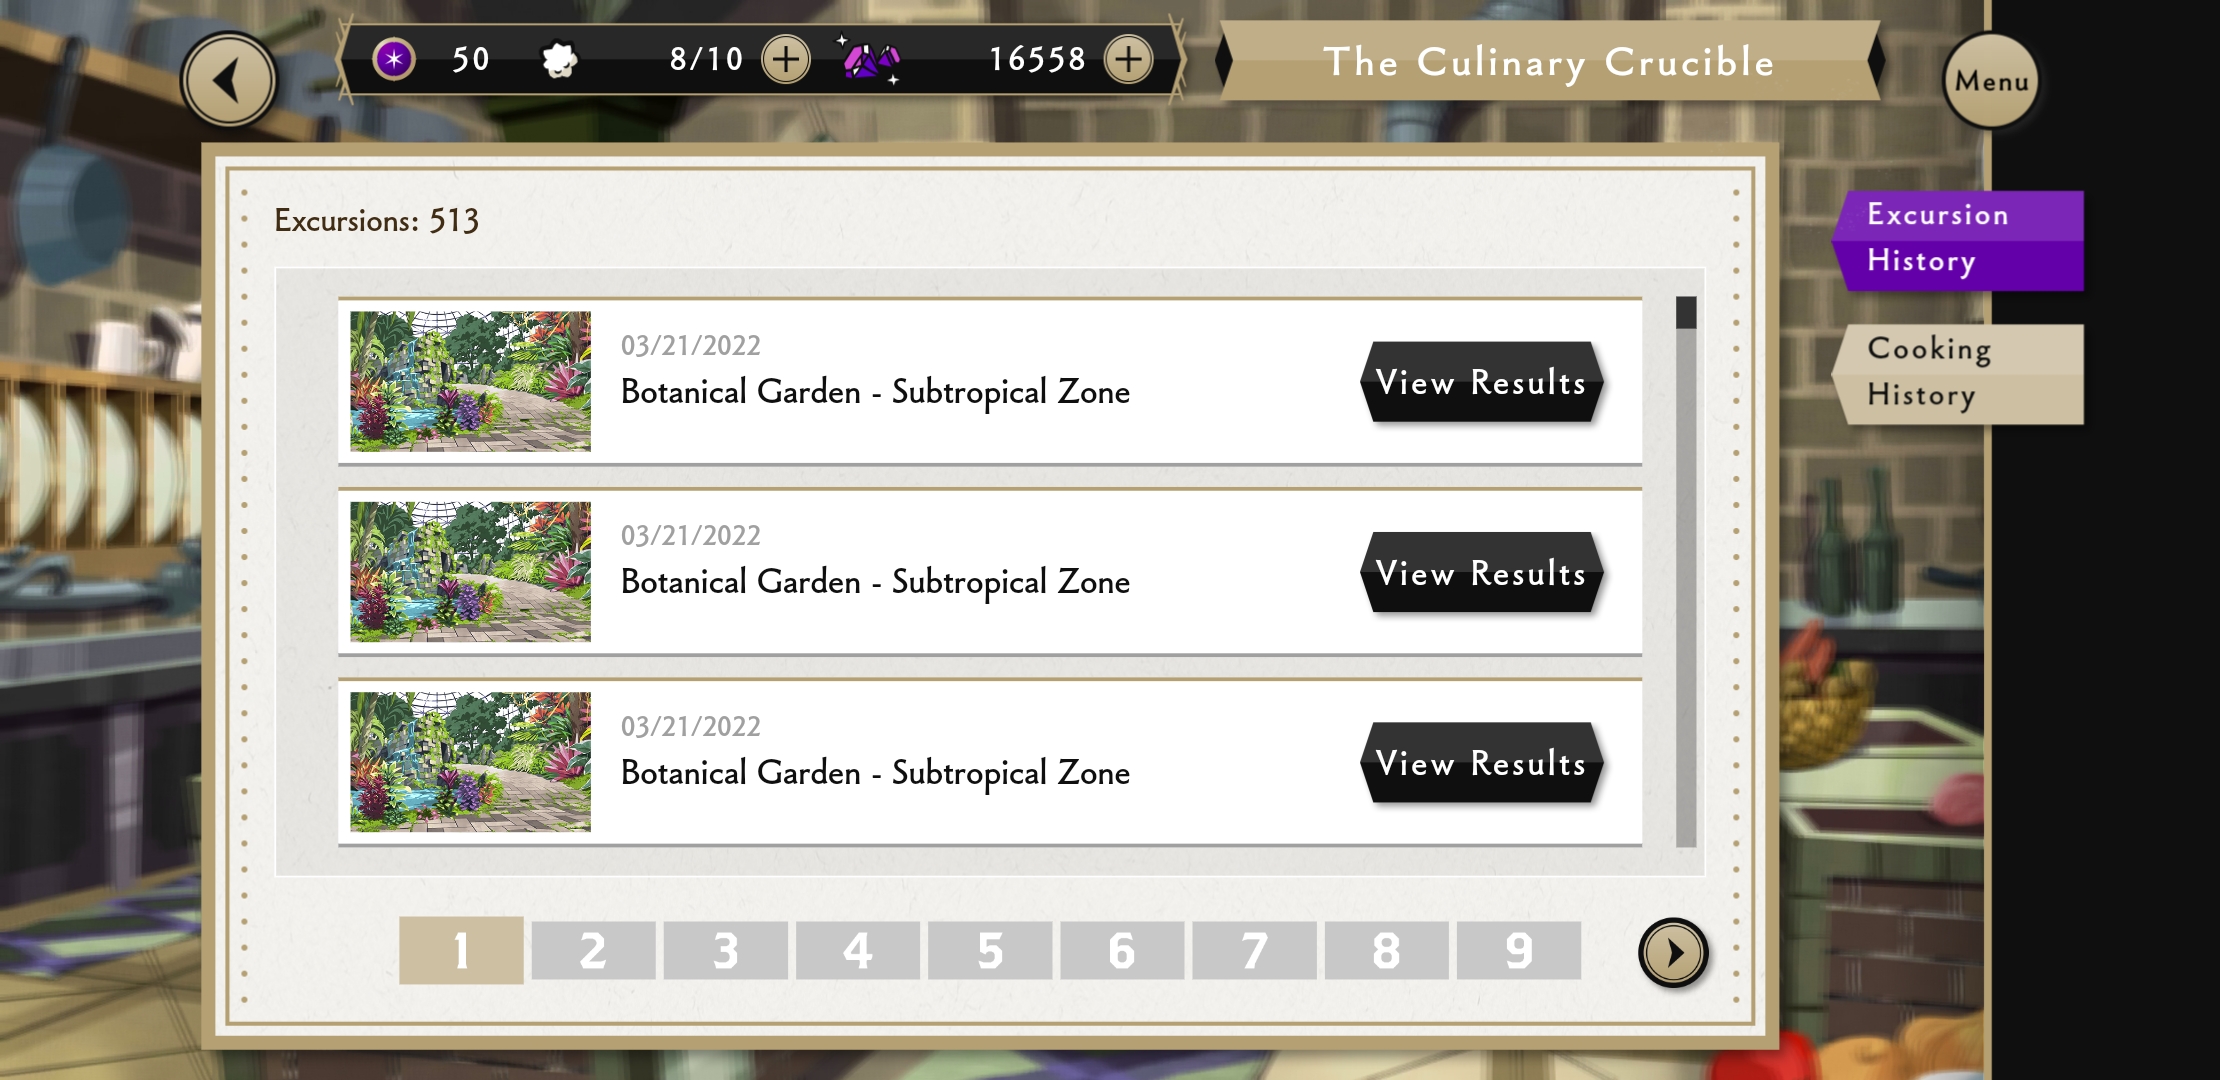 50
8/10
16558
The Culinary Crucible
Menu
Excursions: 513
Excursion
History
Cooking
History
03/21/2022
Botanical Garden - Subtropical Zone
View Results
03/21/2022
Botanical Garden - Subtropical Zone
View Results
03/21/2022
Botanical Garden - Subtropical Zone
View Results
1 2 3 4 5 6 7 8 9